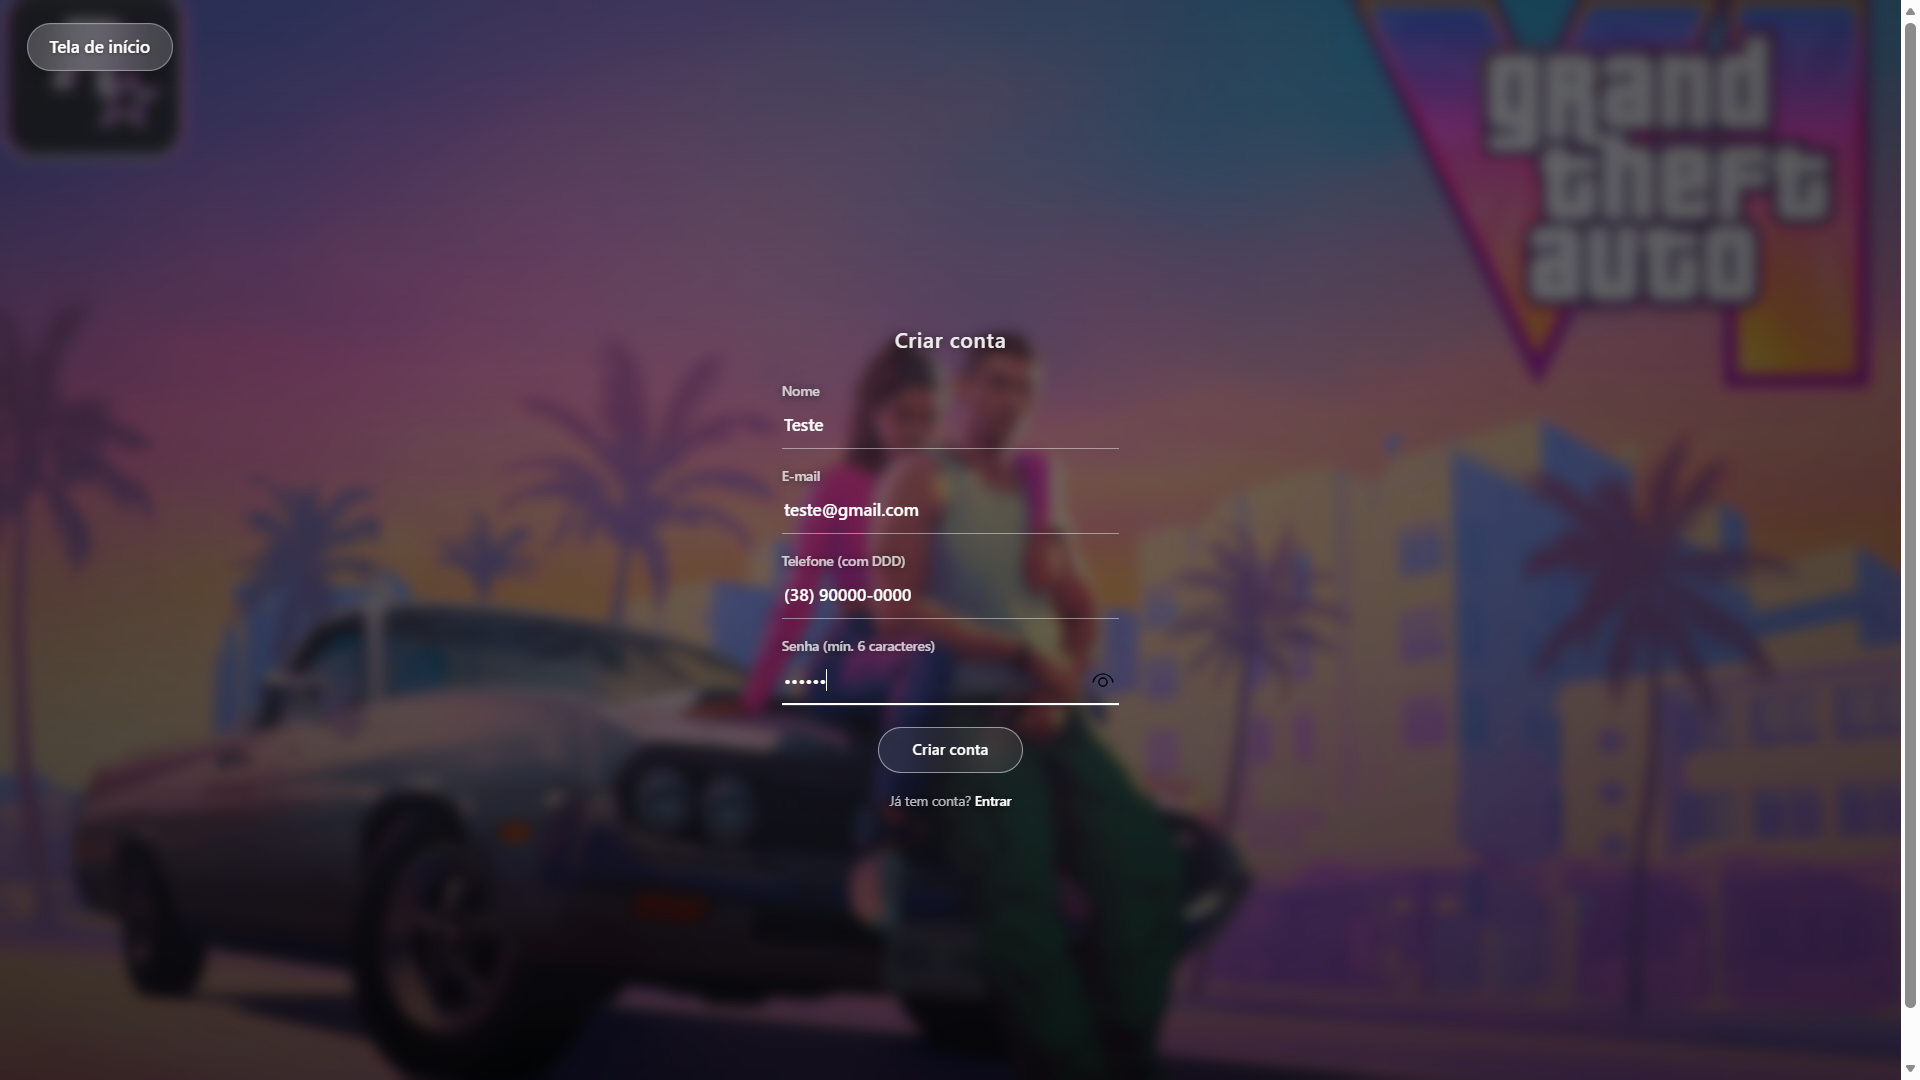 Tela de início
grand
theft
auto
VI
Criar conta
Nome
Teste
E-mail
teste@gmail.com
Telefone (com DDD)
(38) 90000-0000
Senha (mín. 6 caracteres)
••••••
Criar conta
Já tem conta? Entrar